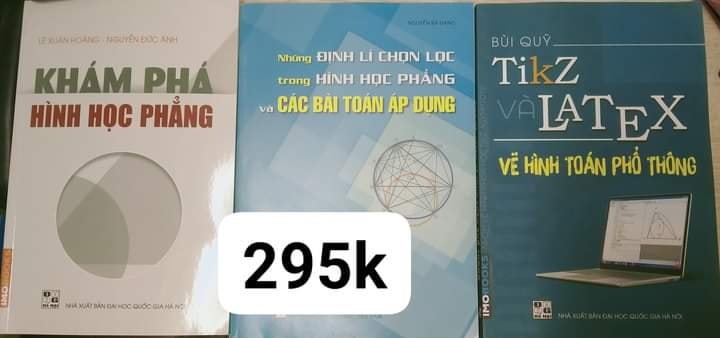 LÊ XUÂN HOÀNG - NGUYỄN ĐỨC ÁNH
KHÁM PHÁ
HÌNH HỌC PHẲNG
IMOBOOKS
NHÀ XUẤT BẢN ĐẠI HỌC QUỐC GIA HÀ NỘI
NGUYỄN BÁ ĐANG
Những ĐỊNH LÍ CHỌN LỌC
trong HÌNH HỌC PHẲNG
và CÁC BÀI TOÁN ÁP DỤNG
295k
BÙI QUỸ
TikZ
VÀ LATEX
VẼ HÌNH TOÁN PHỔ THÔNG
IMOBOOKS
NHÀ XUẤT BẢN ĐẠI HỌC QUỐC GIA HÀ NỘI